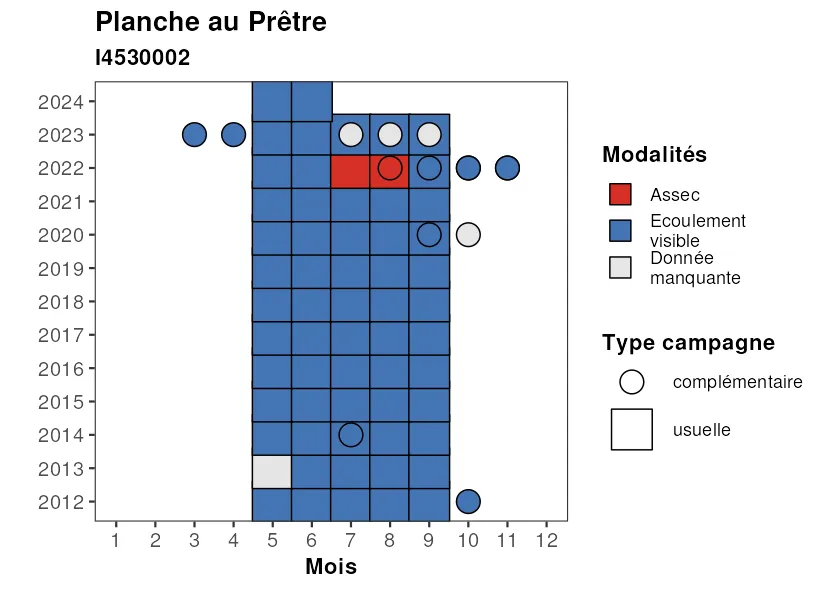 Planche au Prêtre
I4530002
2024
2023
2022
2021
2020
2019
2018
2017
2016
2015
2014
2013
2012
1 2 3 4 5 6 7 8 9 10 11 12
Mois
Modalités
Assec
Ecoulement
visible
Donnée
manquante
Type campagne
complémentaire
usuelle